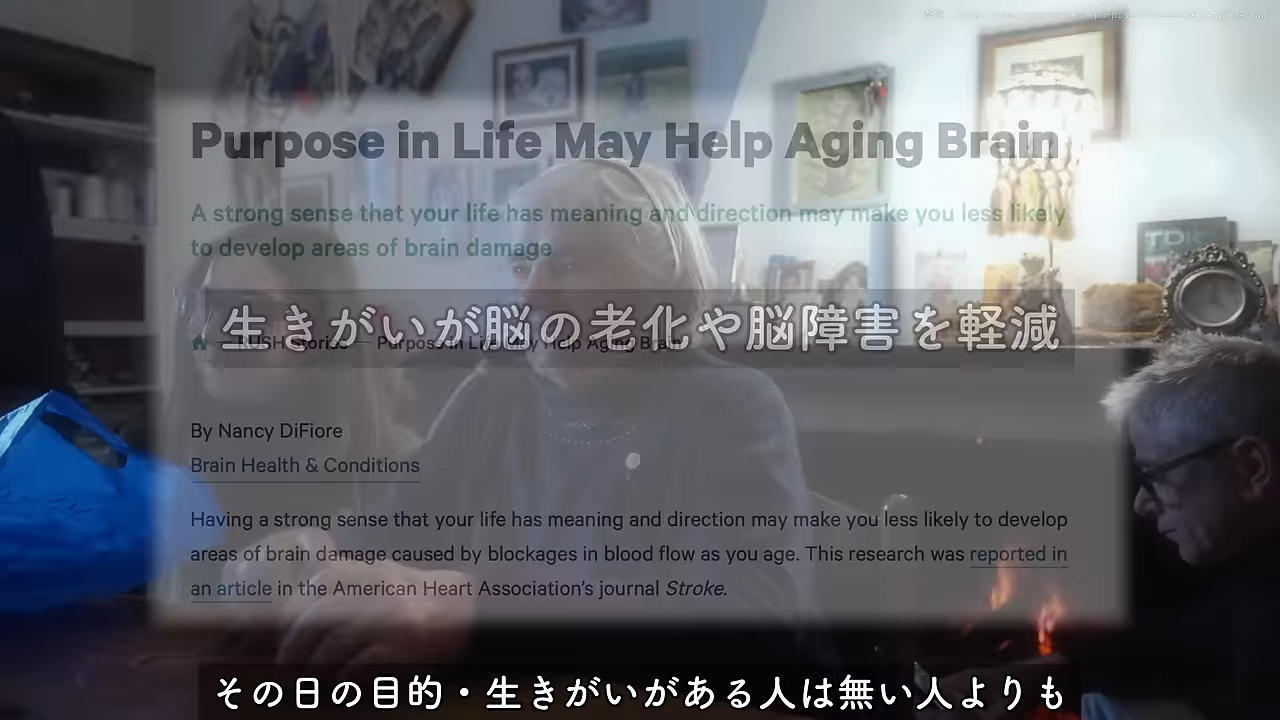 Purpose in Life May Help Aging Brain
A strong sense that your life has meaning and direction may make you less likely
to develop areas of brain damage
生きがいが脳の老化や脳障害を軽減
RUSH Stories — Purpose in Life May Help Aging Brain
By Nancy DiFiore
Brain Health & Conditions
Having a strong sense that your life has meaning and direction may make you less likely to develop
areas of brain damage caused by blockages in blood flow as you age. This research was reported in
an article in the American Heart Association's journal Stroke.
その日の目的・生きがいがある人は無い人よりも